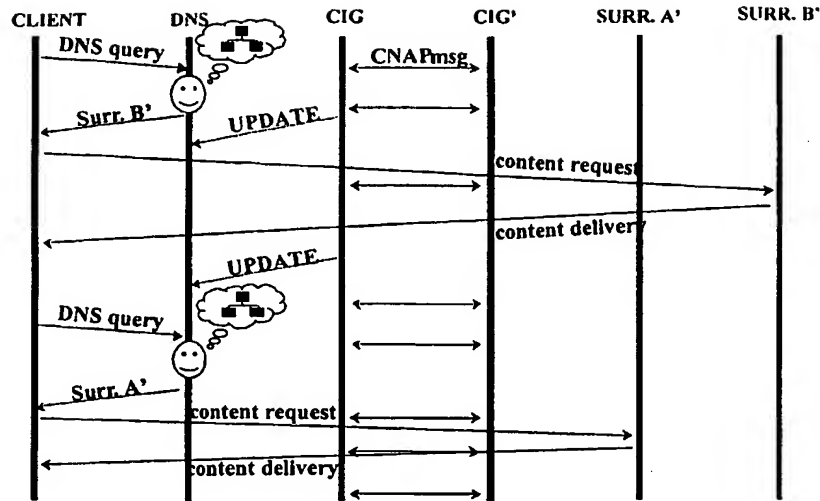 CLIENT DNS CIG CIG' SURR. A' SURR. B'
DNS query
CNAPmsg
Surr. B'
UPDATE
content request
content delivery
UPDATE
DNS query
Surr. A'
content request
content delivery